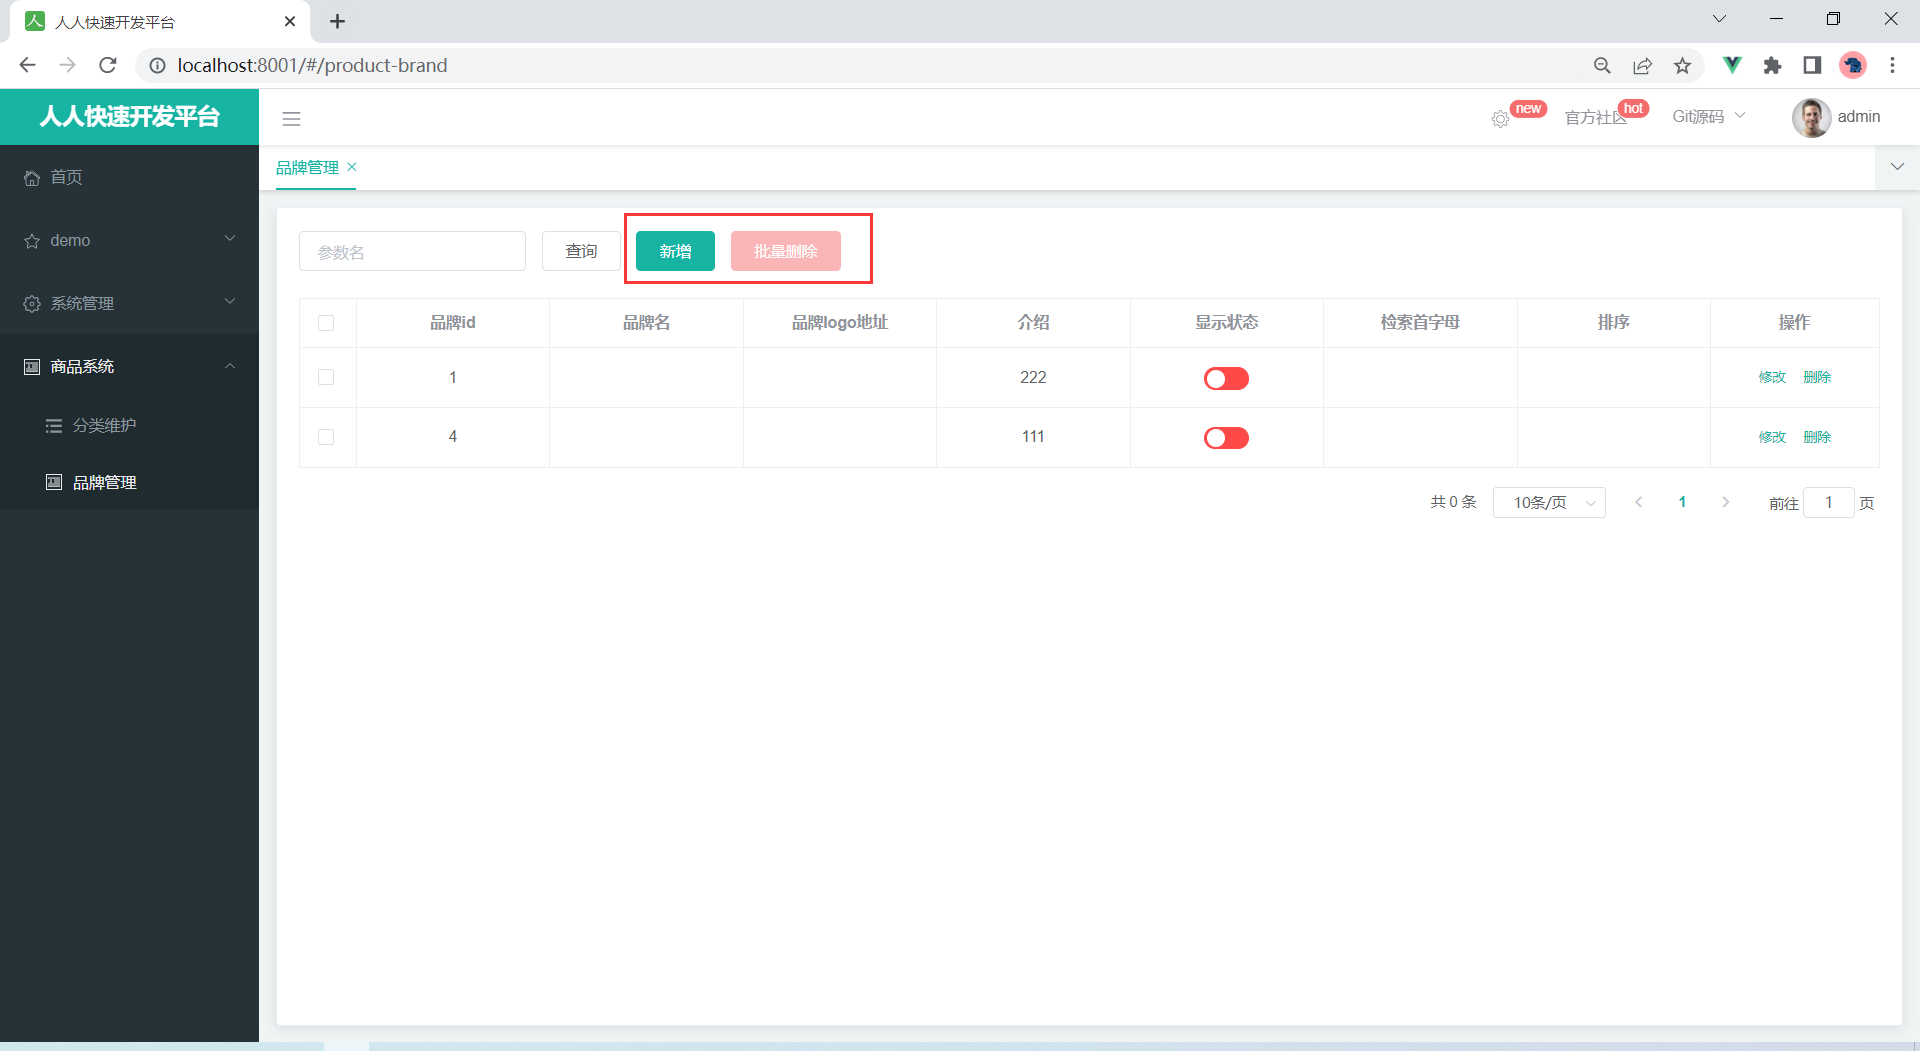 人人快速开发平台
localhost:8001/#/product-brand
人人快速开发平台
new
官方社区
hot
Git源码
admin
首页
demo
系统管理
商品系统
分类维护
品牌管理
品牌管理
参数名
查询
新增
批量删除
品牌id 品牌名 品牌logo地址 介绍 显示状态 检索首字母 排序 操作
1 222 修改 删除
4 111 修改 删除
共 0 条 10条/页 1 前往 1 页